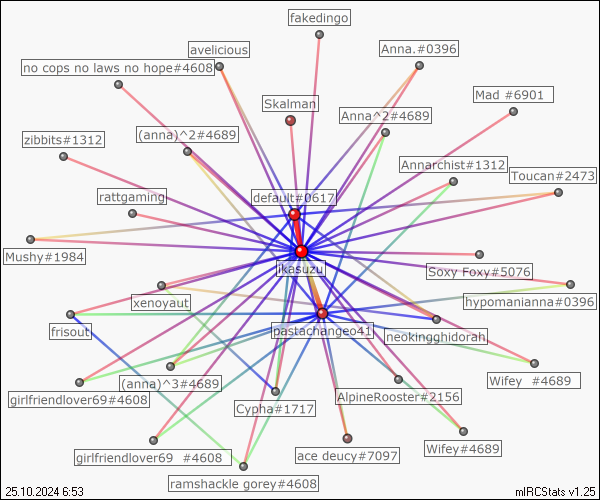 fakedingo
avelicious
Anna.#0396
no cops no laws no hope#4608
Mad #6901
Skalman
Anna^2#4689
(anna)^2#4689
zibbits#1312
Annarchist#1312
Toucan#2473
rattgaming
default#0617
Mushy#1984
ikasuzu
Soxy Foxy#5076
xenoyaut
hypomanianna#0396
frisout
pastachange041
neokingghidorah
(anna)^3#4689
Wifey #4689
girlfriendlover69#4608
Cypha#1717
AlpineRooster#2156
girlfriendlover69 #4608
ace deucy#7097
Wifey#4689
ramshackle gorey#4608
25.10.2024 6:53
mIRCStats v1.25